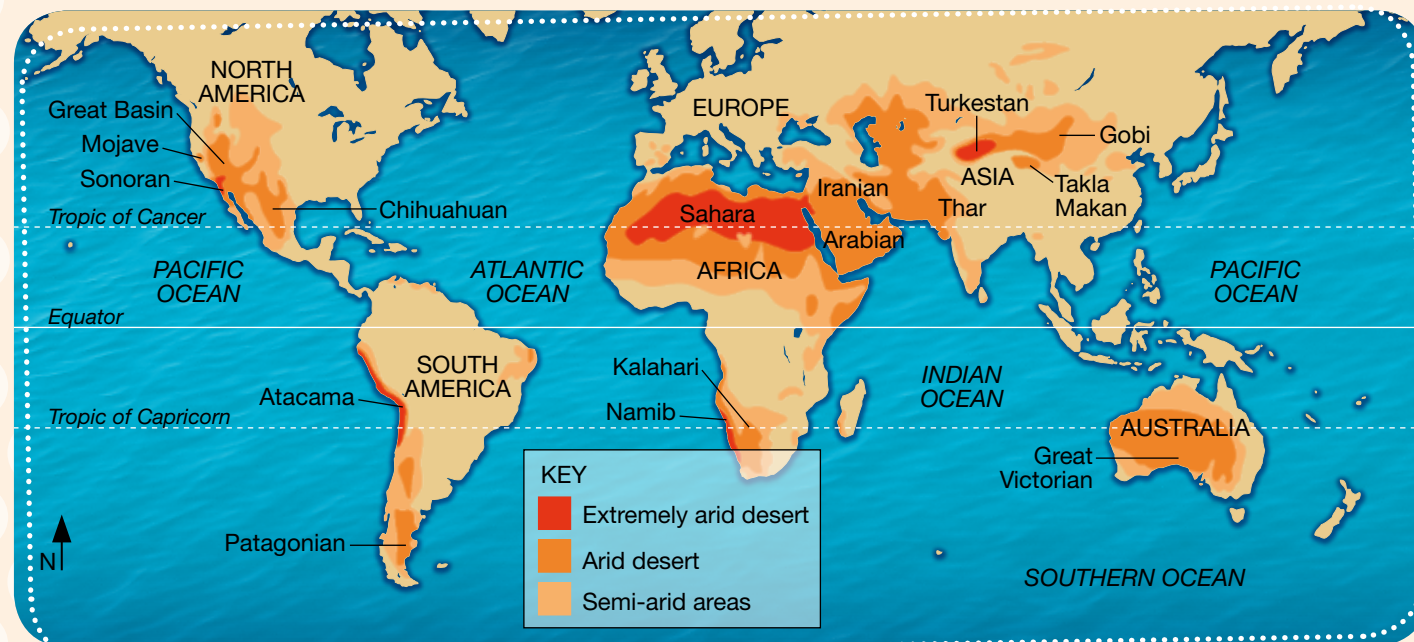 NORTH
AMERICA
Great Basin
Mojave
Sonoran
Tropic of Cancer
Chihuahuan
PACIFIC
OCEAN
ATLANTIC
OCEAN
Equator
SOUTH
AMERICA
Atacama
Tropic of Capricorn
Patagonian
N
EUROPE
Sahara
AFRICA
Kalahari
Namib
Turkestan
Gobi
ASIA
Iranian
Takla
Makan
Thar
Arabian
PACIFIC
OCEAN
INDIAN
OCEAN
AUSTRALIA
Great
Victorian
SOUTHERN OCEAN
KEY
Extremely arid desert
Arid desert
Semi-arid areas